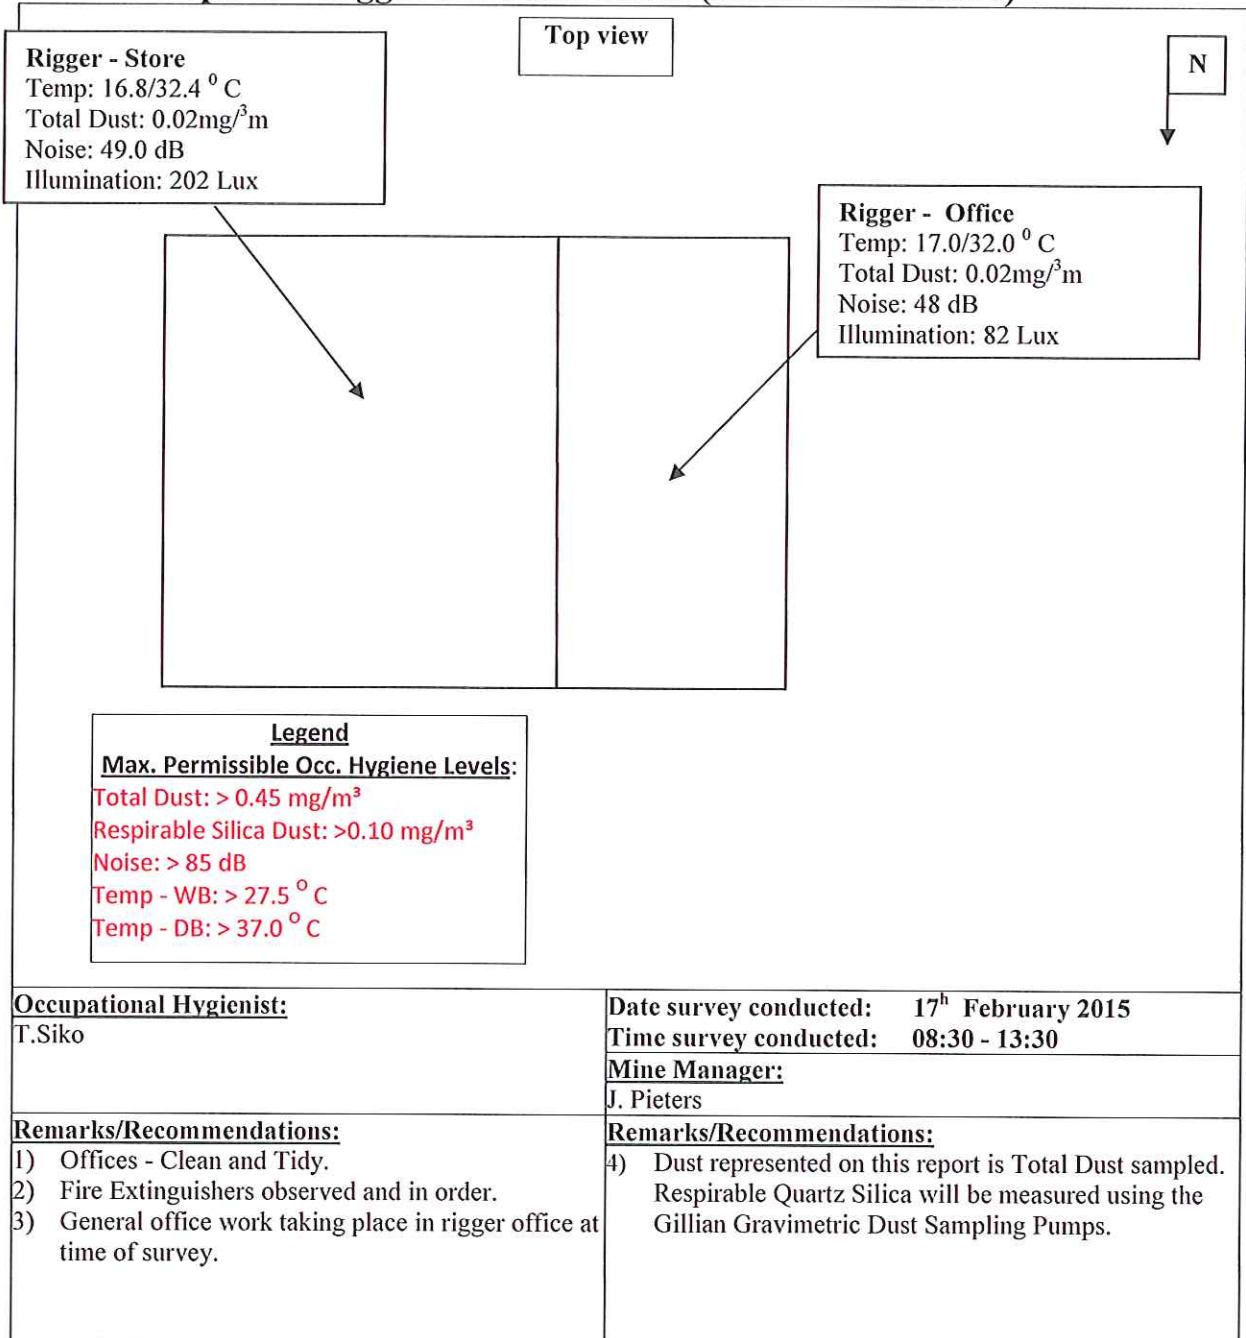 Top view
N
Rigger - Store
Temp: 16.8/32.4 ⁰ C
Total Dust: 0.02mg/³m
Noise: 49.0 dB
Illumination: 202 Lux
Rigger - Office
Temp: 17.0/32.0 ⁰ C
Total Dust: 0.02mg/³m
Noise: 48 dB
Illumination: 82 Lux
Legend
Max. Permissible Occ. Hygiene Levels:
Total Dust: > 0.45 mg/m³
Respirable Silica Dust: >0.10 mg/m³
Noise: > 85 dB
Temp - WB: > 27.5 ᴼ C
Temp - DB: > 37.0 ᴼ C
Occupational Hygienist:
T.Siko
Date survey conducted: 17ʰ February 2015
Time survey conducted: 08:30 - 13:30
Mine Manager:
J. Pieters
Remarks/Recommendations:
1) Offices - Clean and Tidy.
2) Fire Extinguishers observed and in order.
3) General office work taking place in rigger office at
time of survey.
Remarks/Recommendations:
4) Dust represented on this report is Total Dust sampled.
Respirable Quartz Silica will be measured using the
Gillian Gravimetric Dust Sampling Pumps.